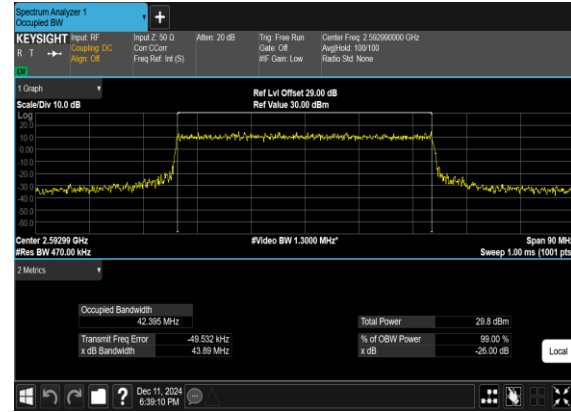 Spectrum Analyzer 1
Occupied BW
+
KEYSIGHT
R T
LV
Input: RF
Coupling: DC
Align: Off
Input Z: 50 Ω
Corr CCorr
Freq Ref: Int (S)
Atten: 20 dB
Trig: Free Run
Gate: Off
#IF Gain: Low
Center Freq: 2.592990000 GHz
Avg|Hold: 100/100
Radio Std: None
1 Graph
Scale/Div 10.0 dB
Ref Lvl Offset 29.00 dB
Ref Value 30.00 dBm
Log
20.0
10.0
0.00
-10.0
-20.0
-30.0
-40.0
-50.0
-60.0
Center 2.59299 GHz
#Res BW 470.00 kHz
#Video BW 1.3000 MHz*
Span 90 MHz
Sweep 1.00 ms (1001 pts)
2 Metrics
Occupied Bandwidth
42.395 MHz
Transmit Freq Error -49.532 kHz
x dB Bandwidth 43.89 MHz
Total Power 29.8 dBm
% of OBW Power 99.00 %
x dB -26.00 dB
Local
?
Dec 11, 2024
6:39:10 PM